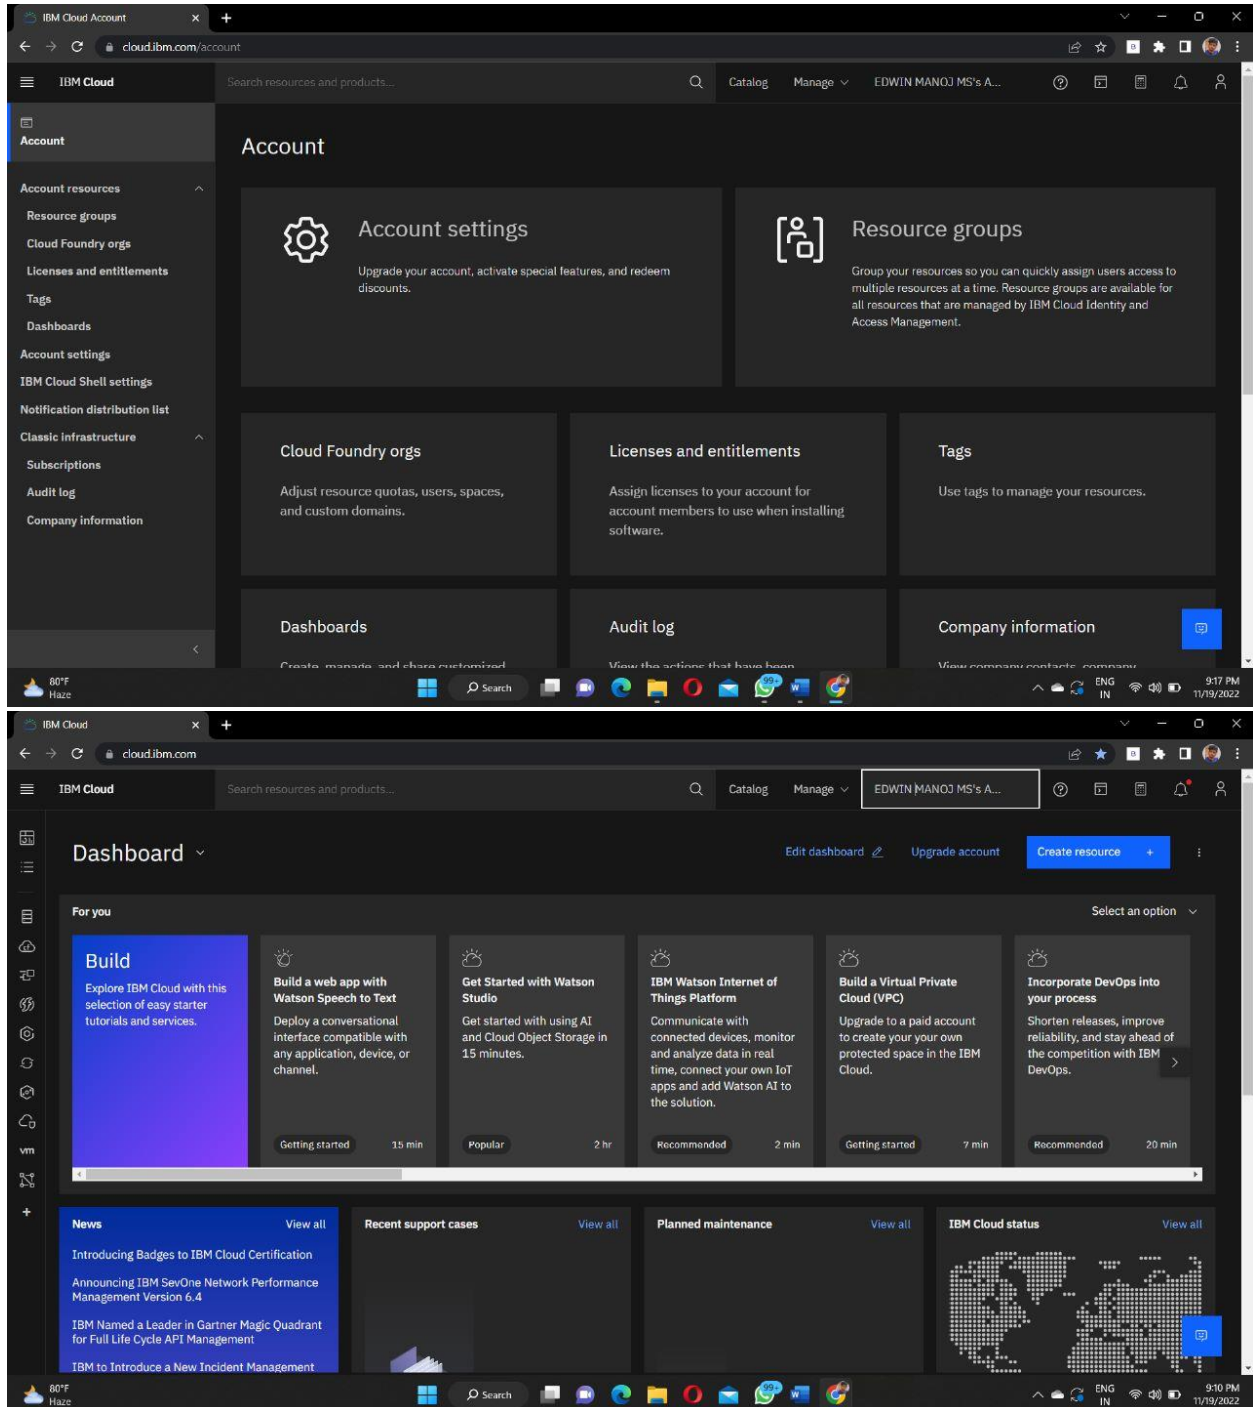 IBM Cloud Account
cloud.ibm.com/account
IBM Cloud
Search resources and products...
Catalog
Manage
EDWIN MANOJ MS's A...
Account
Account resources
Resource groups
Cloud Foundry orgs
Licenses and entitlements
Tags
Dashboards
Account settings
IBM Cloud Shell settings
Notification distribution list
Classic infrastructure
Subscriptions
Audit log
Company information
Account
Account settings
Upgrade your account, activate special features, and redeem
discounts.
Resource groups
Group your resources so you can quickly assign users access to
multiple resources at a time. Resource groups are available for
all resources that are managed by IBM Cloud Identity and
Access Management.
Cloud Foundry orgs
Adjust resource quotas, users, spaces,
and custom domains.
Licenses and entitlements
Assign licenses to your account for
account members to use when installing
software.
Tags
Use tags to manage your resources.
Dashboards
Create, manage, and share customized
Audit log
View the actions that have been
Company information
View company contacts, company
80°F
Haze
Search
99+
ENG
IN
9:17 PM
11/19/2022
IBM Cloud
cloud.ibm.com
IBM Cloud
Search resources and products...
Catalog
Manage
EDWIN MANOJ MS's A...
Dashboard
Edit dashboard
Upgrade account
Create resource +
For you
Select an option
Build
Explore IBM Cloud with this
selection of easy starter
tutorials and services.
Build a web app with
Watson Speech to Text
Deploy a conversational
interface compatible with
any application, device, or
channel.
Getting started
15 min
Get Started with Watson
Studio
Get started with using AI
and Cloud Object Storage in
15 minutes.
Popular
2 hr
IBM Watson Internet of
Things Platform
Communicate with
connected devices, monitor
and analyze data in real
time, connect your own IoT
apps and add Watson AI to
the solution.
Recommended
2 min
Build a Virtual Private
Cloud (VPC)
Upgrade to a paid account
to create your your own
protected space in the IBM
Cloud.
Getting started
7 min
Incorporate DevOps into
your process
Shorten releases, improve
reliability, and stay ahead of
the competition with IBM
DevOps.
Recommended
20 min
vm
News
View all
Introducing Badges to IBM Cloud Certification
Announcing IBM SevOne Network Performance
Management Version 6.4
IBM Named a Leader in Gartner Magic Quadrant
for Full Life Cycle API Management
IBM to Introduce a New Incident Management
Recent support cases
View all
Planned maintenance
View all
IBM Cloud status
View all
80°F
Haze
Search
99+
ENG
IN
9:10 PM
11/19/2022